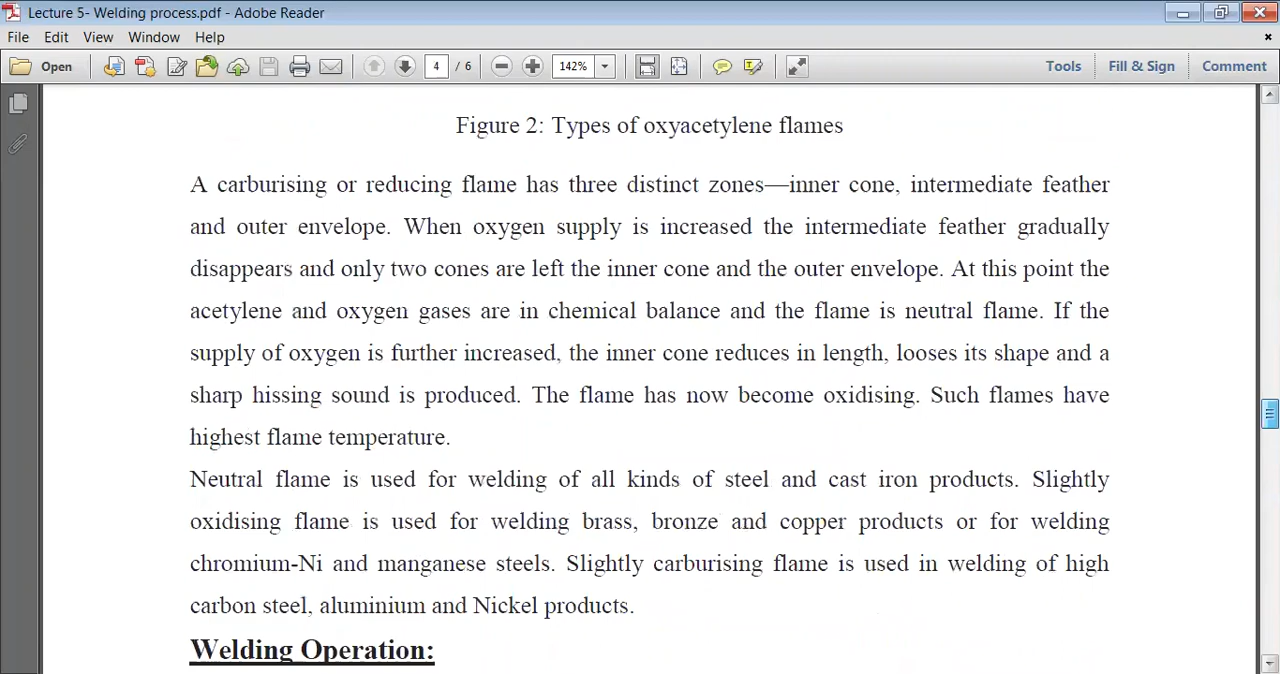 Lecture 5- Welding process.pdf - Adobe Reader
File Edit View Window Help
Open 4 / 6 142% Tools Fill & Sign Comment
Figure 2: Types of oxyacetylene flames
A carburising or reducing flame has three distinct zones—inner cone, intermediate feather
and outer envelope. When oxygen supply is increased the intermediate feather gradually
disappears and only two cones are left the inner cone and the outer envelope. At this point the
acetylene and oxygen gases are in chemical balance and the flame is neutral flame. If the
supply of oxygen is further increased, the inner cone reduces in length, looses its shape and a
sharp hissing sound is produced. The flame has now become oxidising. Such flames have
highest flame temperature.
Neutral flame is used for welding of all kinds of steel and cast iron products. Slightly
oxidising flame is used for welding brass, bronze and copper products or for welding
chromium-Ni and manganese steels. Slightly carburising flame is used in welding of high
carbon steel, aluminium and Nickel products.
Welding Operation: